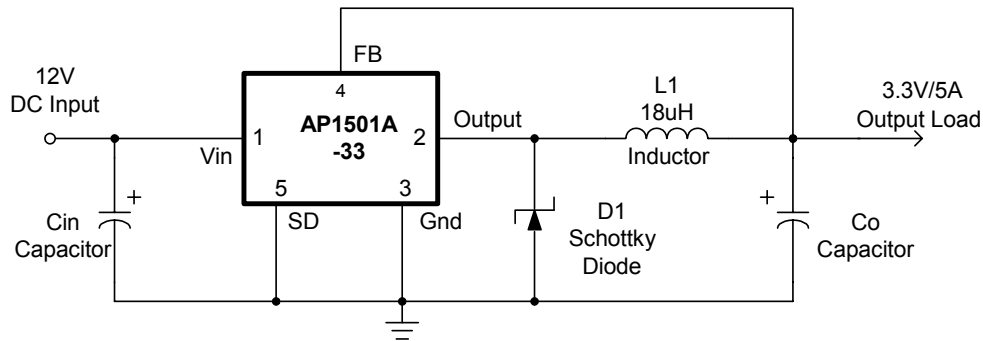 FB
12V
DC Input
4
AP1501A
-33
1
2
Vin
Output
5
3
SD
Gnd
L1
18uH
Inductor
3.3V/5A
Output Load
+
Cin
Capacitor
D1
Schottky
Diode
+
Co
Capacitor